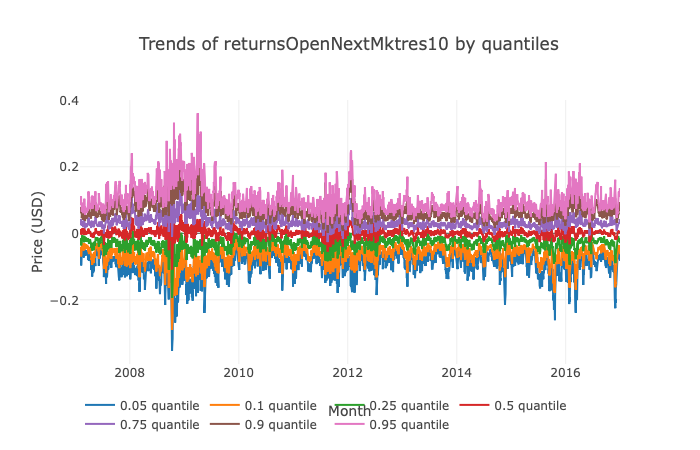 Trends of returnsOpenNextMktres10 by quantiles
0.4
0.2
0
−0.2
Price (USD)
2008 2010 2012 2014 2016
Month
0.05 quantile 0.1 quantile 0.25 quantile 0.5 quantile
0.75 quantile 0.9 quantile 0.95 quantile